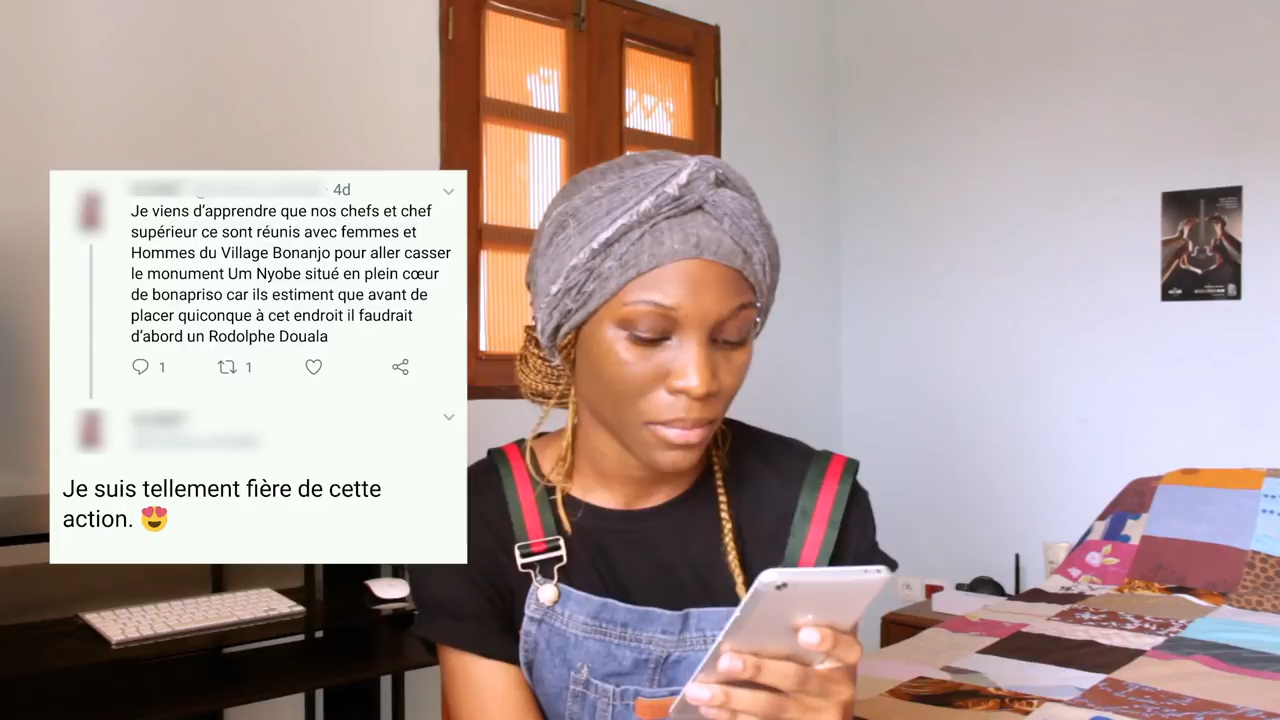 4d
Je viens d’apprendre que nos chefs et chef
supérieur ce sont réunis avec femmes et
Hommes du Village Bonanjo pour aller casser
le monument Um Nyobe situé en plein cœur
de bonapriso car ils estiment que avant de
placer quiconque à cet endroit il faudrait
d’abord un Rodolphe Douala
1 1
Je suis tellement fière de cette
action. 😍